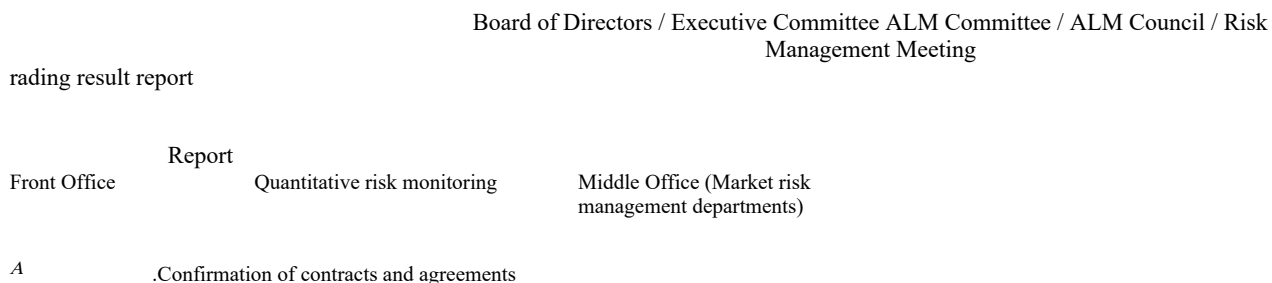 Board of Directors / Executive Committee ALM Committee / ALM Council / Risk
Management Meeting
rading result report
Report
Front Office Quantitative risk monitoring Middle Office (Market risk
management departments)
A .Confirmation of contracts and agreements